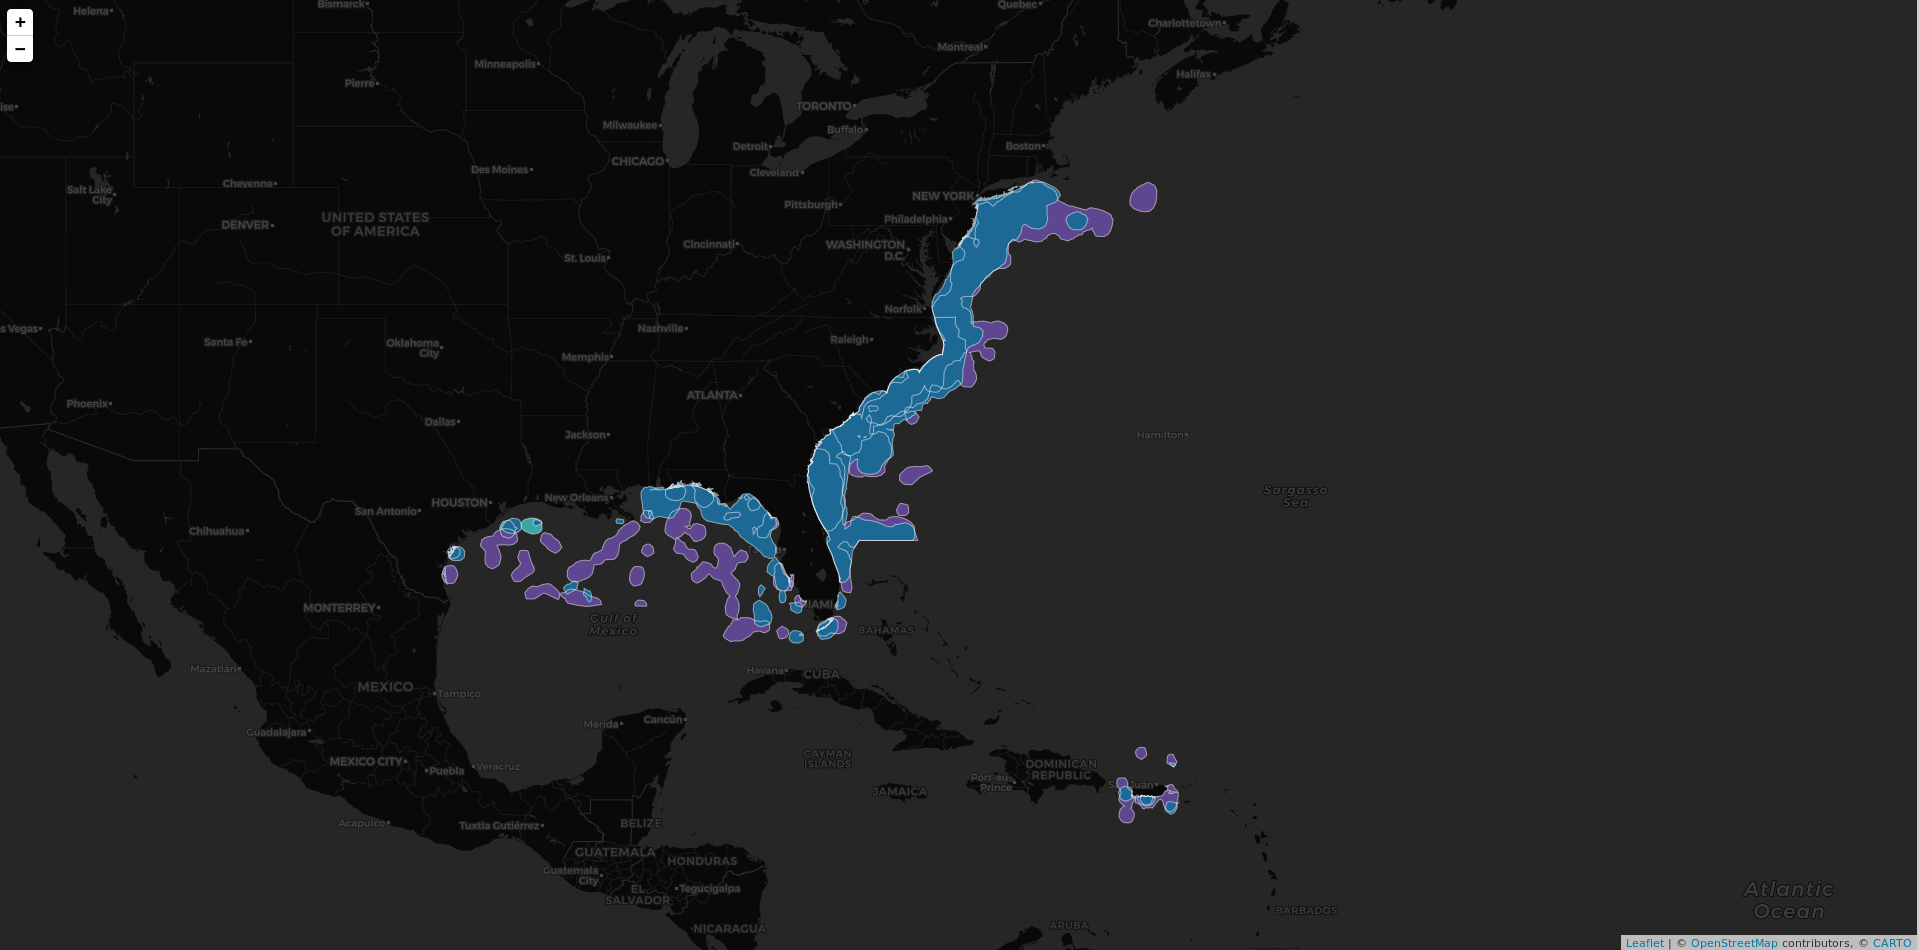 +
−
Helena
Bismarck
Quebec
Charlottetown
Montreal
Minneapolis
Halifax
Pierre
ise
TORONTO
Milwaukee
Buffalo
Detroit
Boston
CHICAGO
Des Moines
Cleveland
Salt Lake
City
Cheyenne
NEW YORK
Pittsburgh
UNITED STATES
OF AMERICA
DENVER
Philadelphia
Cincinnati
WASHINGTON
D.C.
St. Louis
Norfolk
s Vegas
Nashville
Santa Fe
Oklahoma
City
Raleigh
Memphis
ATLANTA
Phoenix
Dallas
Jackson
Hamilton
Sargasso
Sea
HOUSTON
New Orleans
San Antonio
Chihuahua
MONTERREY
MIAMI
Gulf of
Mexico
BAHAMAS
Mazatlán
Havana
CUBA
MEXICO
Tampico
Mérida
Cancún
Guadalajara
CAYMAN
ISLANDS
DOMINICAN
REPUBLIC
MEXICO CITY
Puebla
Veracruz
Port-au-
Prince
San Juan
JAMAICA
Acapulco
Tuxtla Gutiérrez
BELIZE
GUATEMALA
HONDURAS
Guatemala
City
EL
SALVADOR
Tegucigalpa
NICARAGUA
ARUBA
BARBADOS
Atlantic
Ocean
Leaflet | © OpenStreetMap contributors, © CARTO